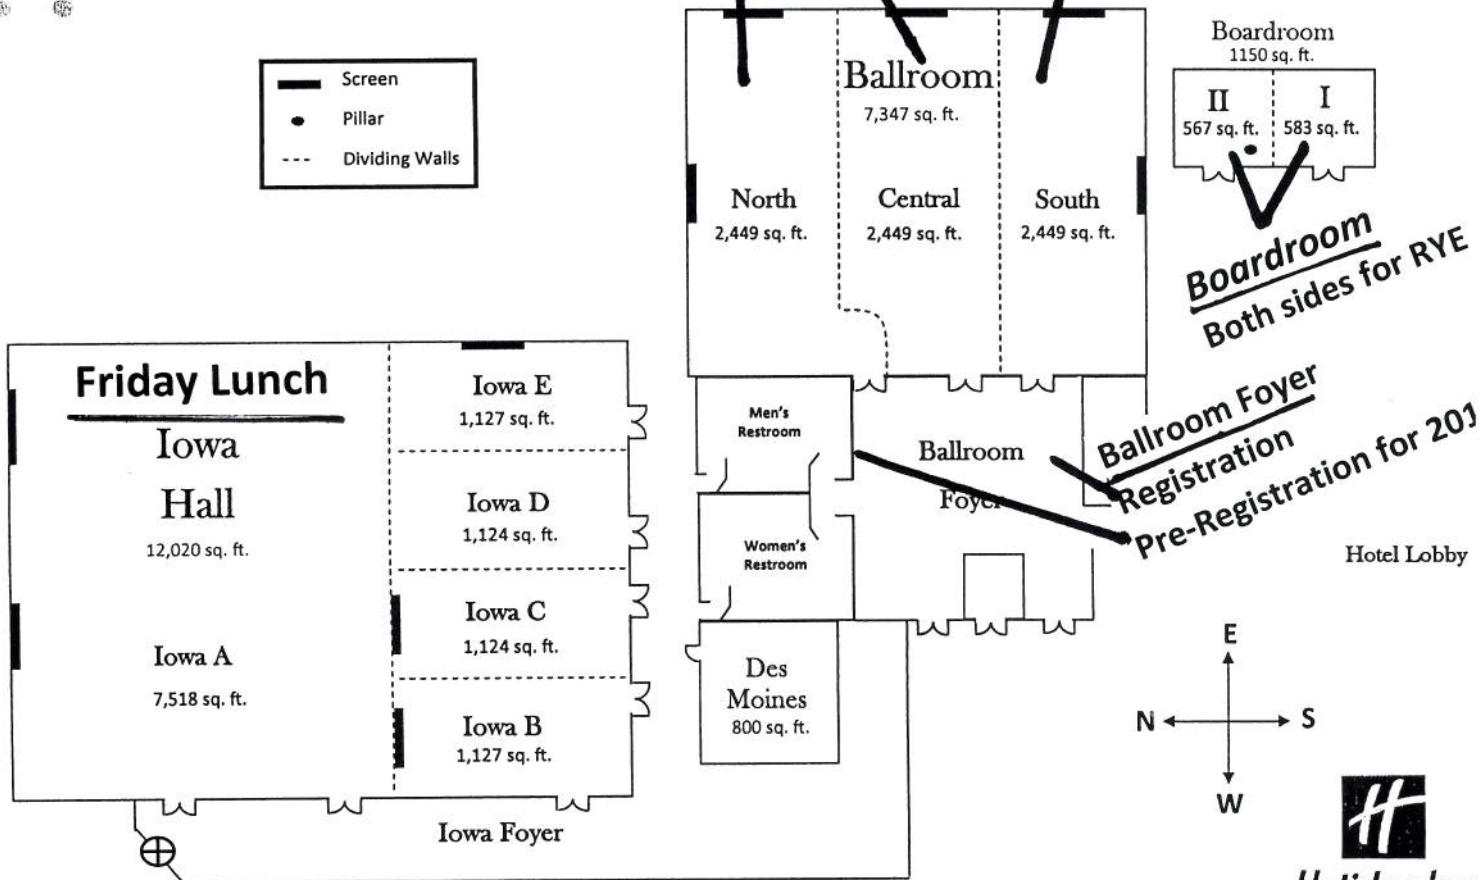 Screen
Pillar
Dividing Walls
Ballroom
7,347 sq. ft.
North
2,449 sq. ft.
Central
2,449 sq. ft.
South
2,449 sq. ft.
Boardroom
1150 sq. ft.
II
567 sq. ft.
I
583 sq. ft.
Boardroom
Both sides for RYE
Friday Lunch
Iowa
Hall
12,020 sq. ft.
Iowa A
7,518 sq. ft.
Iowa E
1,127 sq. ft.
Iowa D
1,124 sq. ft.
Iowa C
1,124 sq. ft.
Iowa B
1,127 sq. ft.
Iowa Foyer
Men's
Restroom
Women's
Restroom
Des
Moines
800 sq. ft.
Ballroom
Foyer
Ballroom Foyer
Registration
Pre-Registration for 201
Hotel Lobby
E
N
S
W
H